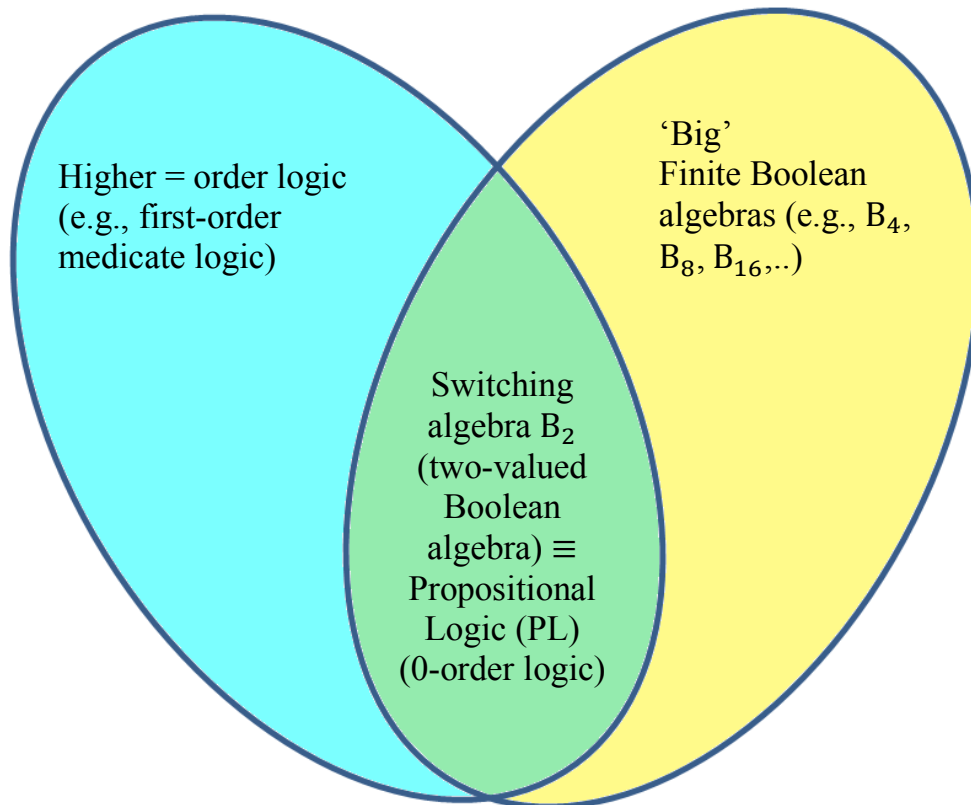 Higher = order logic
(e.g., first-order
medicate logic)
‘Big’
Finite Boolean
algebras (e.g., B₄,
B₈, B₁₆,..)
Switching
algebra B₂
(two-valued
Boolean
algebra) ≡
Propositional
Logic (PL)
(0-order logic)